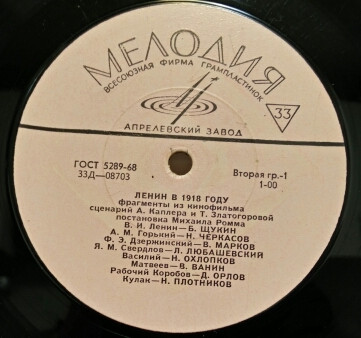 МЕЛОДИЯ
ВСЕСОЮЗНАЯ ФИРМА ГРАМПЛАСТИНОК
33
АПРЕЛЕВСКИЙ ЗАВОД
ГОСТ 5289-68
33Д—08703
Вторая гр.-1
1-00
ЛЕНИН В 1918 ГОДУ
фрагменты из кинофильма
сценарий А. Каплера и Т. Златогоровой
постановка Михаила Ромма
В. И. Ленин—Б. ЩУКИН
А. М. Горький—Н. ЧЕРКАСОВ
Ф. Э. Дзержинский—В. МАРКОВ
Я. М. Свердлов—Л. ЛЮБАШЕВСКИЙ
Василий—Н. ОХЛОПКОВ
Матвеев—В. ВАНИН
Рабочий Коробов—Д. ОРЛОВ
Кулак—Н. ПЛОТНИКОВ